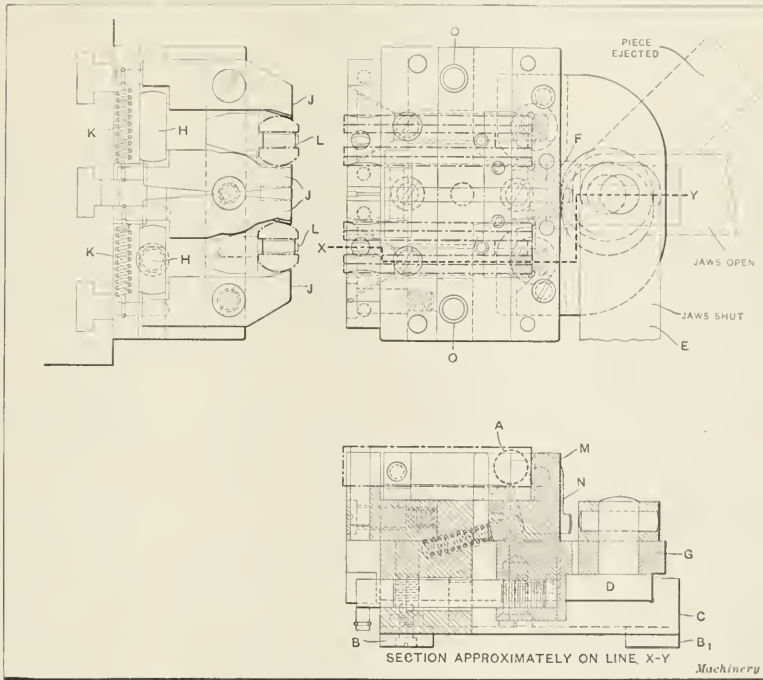 PIECE
EJECTED
O
J
K
H
L
F
J
Y
X
L
K
H
JAWS OPEN
J
JAWS SHUT
E
O
A
M
N
G
D
C
B
B1
SECTION APPROXIMATELY ON LINE X-Y
Machinery